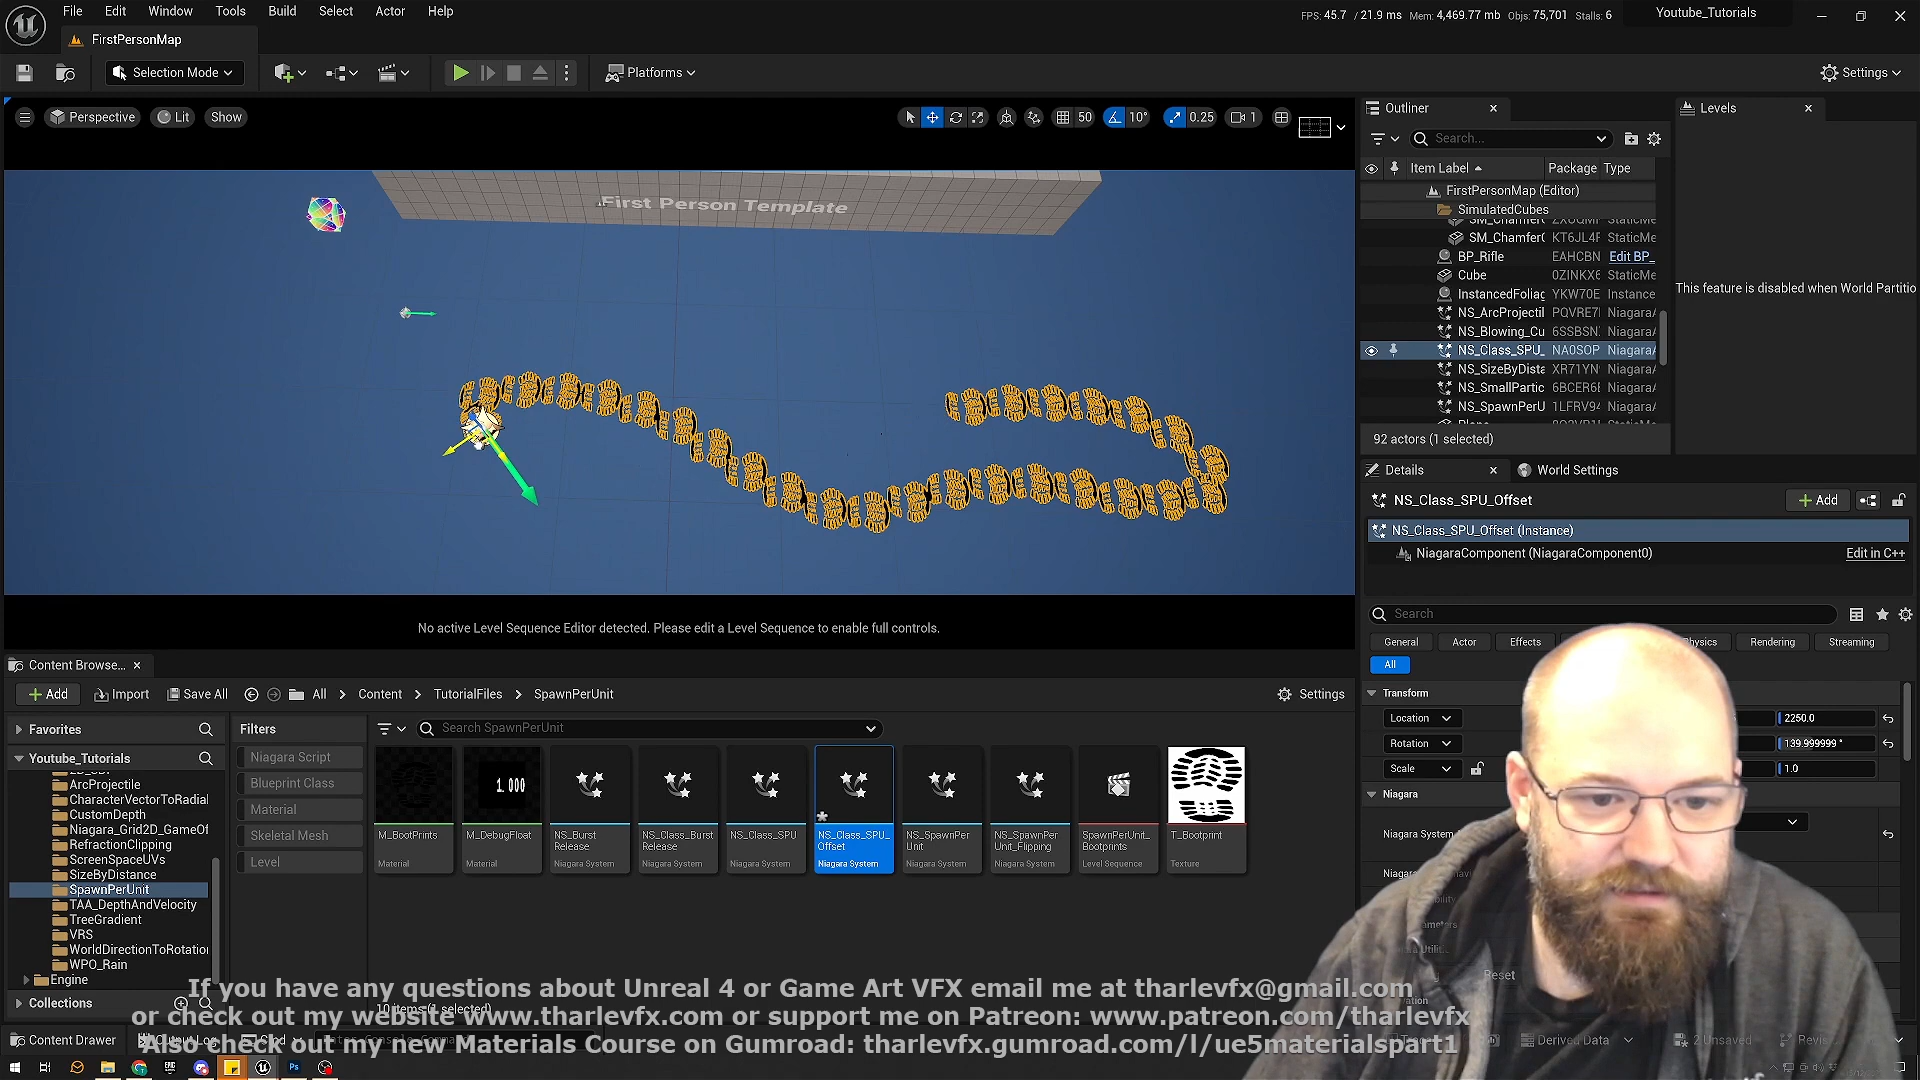 File Edit Window Tools Build Select Actor Help
FPS: 45.7 / 21.9 ms Mem: 4,469.77 mb Objs: 75,701 Stalls: 6
Youtube_Tutorials
FirstPersonMap
Selection Mode
Platforms
Settings
Perspective
Lit
Show
50
10°
0.25
1
First Person Template
No active Level Sequence Editor detected. Please edit a Level Sequence to enable full controls.
Outliner
Search...
Item Label Package Type
FirstPersonMap (Editor)
SimulatedCubes
SM_Chamfer KT6JL4F StaticMe
BP_Rifle EAHCBN Edit BP_
Cube 0ZINKX6 StaticMe
InstancedFoliag YKW70E Instance
NS_ArcProjectil PQVRE7 Niagara
NS_Blowing_Cu 6SSBSN Niagara
NS_Class_SPU_ NA0SOP Niagara
NS_SizeByDista XR71YN Niagara
NS_SmallPartic 6BCER6 Niagara
NS_SpawnPerU 1LFRV94 Niagara
92 actors (1 selected)
Levels
This feature is disabled when World Partitio
Details
World Settings
NS_Class_SPU_Offset
Add
NS_Class_SPU_Offset (Instance)
NiagaraComponent (NiagaraComponent0)
Edit in C++
Search
General Actor Effects Rendering Streaming
All
Transform
Location 2250.0
Rotation 139.999999 °
Scale 1.0
Niagara
Niagara System
Reset
Content Browse...
Add Import Save All
All Content TutorialFiles SpawnPerUnit
Settings
Favorites
Youtube_Tutorials
ArcProjectile
CharacterVectorToRadial
CustomDepth
Niagara_Grid2D_GameOf
RefractionClipping
ScreenSpaceUVs
SizeByDistance
SpawnPerUnit
TAA_DepthAndVelocity
TreeGradient
VRS
WorldDirectionToRotation
WPO_Rain
Engine
Collections
Filters
Niagara Script
Blueprint Class
Material
Skeletal Mesh
Level
Search SpawnPerUnit
1.000
M_BootPrints
Material
M_DebugFloat
Material
NS_Burst
Release
Niagara System
NS_Class_Burst
Release
Niagara System
NS_Class_SPU
Niagara System
NS_Class_SPU_
Offset
Niagara System
NS_SpawnPer
Unit
Niagara System
NS_SpawnPer
Unit_Flipping
Niagara System
SpawnPerUnit_
Bootprints
Level Sequence
T_Bootprint
Texture
10 items (1 selected)
If you have any questions about Unreal 4 or Game Art VFX email me at tharlevfx@gmail.com
or check out my website www.tharlevfx.com or support me on Patreon: www.patreon.com/tharlevfx
Also check out my new Materials Course on Gumroad: tharlevfx.gumroad.com/l/ue5materialspart1
Content Drawer
Derived Data
2 Unsaved